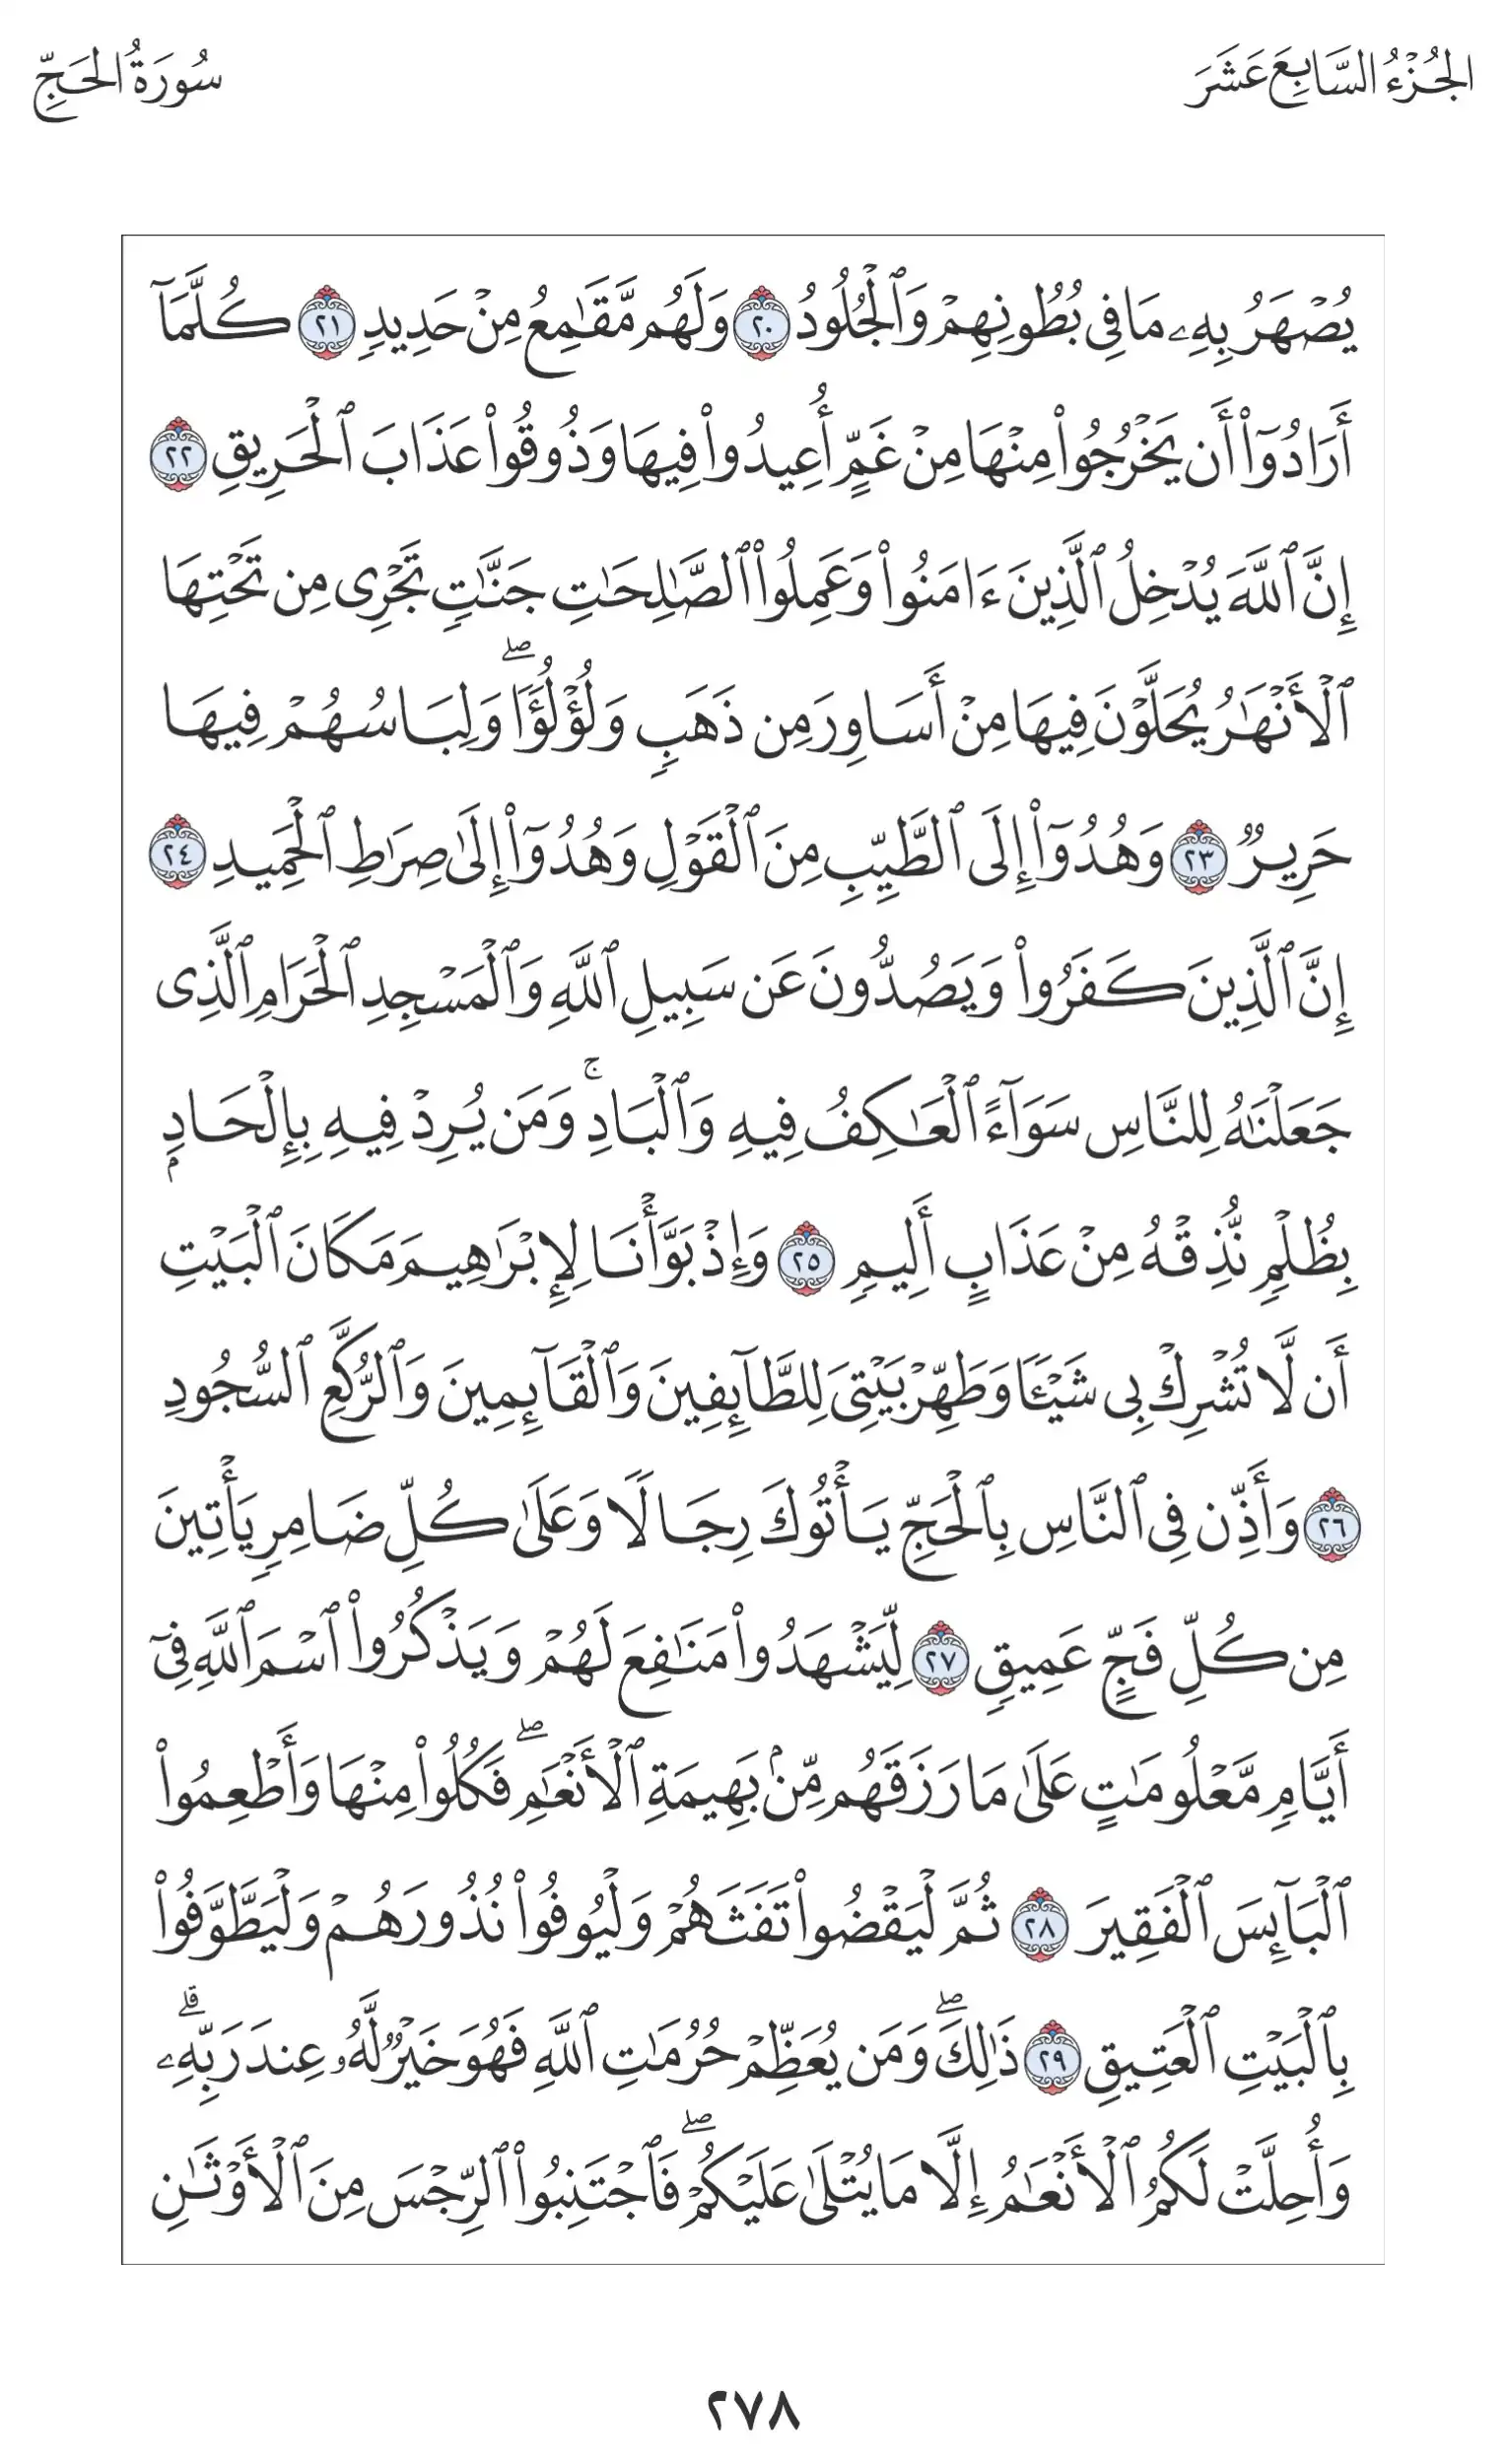 الجُزْءُ السَّابِعَ عَشَرَ
سُورَةُ الحَجِّ
يُصْهَرُ بِهِۦ مَا فِى بُطُونِهِمْ وَٱلْجُلُودُ ٢٠ وَلَهُم مَّقَٰمِعُ مِنْ حَدِيدٍ ٢١ كُلَّمَآ
أَرَادُوٓا۟ أَن يَخْرُجُوا۟ مِنْهَا مِنْ غَمٍّ أُعِيدُوا۟ فِيهَا وَذُوقُوا۟ عَذَابَ ٱلْحَرِيقِ ٢٢
إِنَّ ٱللَّهَ يُدْخِلُ ٱلَّذِينَ ءَامَنُوا۟ وَعَمِلُوا۟ ٱلصَّٰلِحَٰتِ جَنَّٰتٍ تَجْرِى مِن تَحْتِهَا
ٱلْأَنْهَٰرُ يُحَلَّوْنَ فِيهَا مِنْ أَسَاوِرَ مِن ذَهَبٍ وَلُؤْلُؤًا ۖ وَلِبَاسُهُمْ فِيهَا
حَرِيرٌ ٢٣ وَهُدُوٓا۟ إِلَى ٱلطَّيِّبِ مِنَ ٱلْقَوْلِ وَهُدُوٓا۟ إِلَىٰ صِرَٰطِ ٱلْحَمِيدِ ٢٤
إِنَّ ٱلَّذِينَ كَفَرُوا۟ وَيَصُدُّونَ عَن سَبِيلِ ٱللَّهِ وَٱلْمَسْجِدِ ٱلْحَرَامِ ٱلَّذِى
جَعَلْنَٰهُ لِلنَّاسِ سَوَآءً ٱلْعَٰكِفُ فِيهِ وَٱلْبَادِ ۚ وَمَن يُرِدْ فِيهِ بِإِلْحَادٍۭ
بِظُلْمٍ نُّذِقْهُ مِنْ عَذَابٍ أَلِيمٍ ٢٥ وَإِذْ بَوَّأْنَا لِإِبْرَٰهِيمَ مَكَانَ ٱلْبَيْتِ
أَن لَّا تُشْرِكْ بِى شَيْـًٔا وَطَهِّرْ بَيْتِىَ لِلطَّآئِفِينَ وَٱلْقَآئِمِينَ وَٱلرُّكَّعِ ٱلسُّجُودِ
٢٦ وَأَذِّن فِى ٱلنَّاسِ بِٱلْحَجِّ يَأْتُوكَ رِجَالًا وَعَلَىٰ كُلِّ ضَامِرٍ يَأْتِينَ
مِن كُلِّ فَجٍّ عَمِيقٍ ٢٧ لِّيَشْهَدُوا۟ مَنَٰفِعَ لَهُمْ وَيَذْكُرُوا۟ ٱسْمَ ٱللَّهِ فِىٓ
أَيَّامٍ مَّعْلُومَٰتٍ عَلَىٰ مَا رَزَقَهُم مِّنۢ بَهِيمَةِ ٱلْأَنْعَٰمِ ۖ فَكُلُوا۟ مِنْهَا وَأَطْعِمُوا۟
ٱلْبَآئِسَ ٱلْفَقِيرَ ٢٨ ثُمَّ لْيَقْضُوا۟ تَفَثَهُمْ وَلْيُوفُوا۟ نُذُورَهُمْ وَلْيَطَّوَّفُوا۟
بِٱلْبَيْتِ ٱلْعَتِيقِ ٢٩ ذَٰلِكَ ۖ وَمَن يُعَظِّمْ حُرُمَٰتِ ٱللَّهِ فَهُوَ خَيْرٌ لَّهُۥ عِندَ رَبِّهِۦ ۗ
وَأُحِلَّتْ لَكُمُ ٱلْأَنْعَٰمُ إِلَّا مَا يُتْلَىٰ عَلَيْكُمْ ۖ فَٱجْتَنِبُوا۟ ٱلرِّجْسَ مِنَ ٱلْأَوْثَٰنِ
٢٧٨